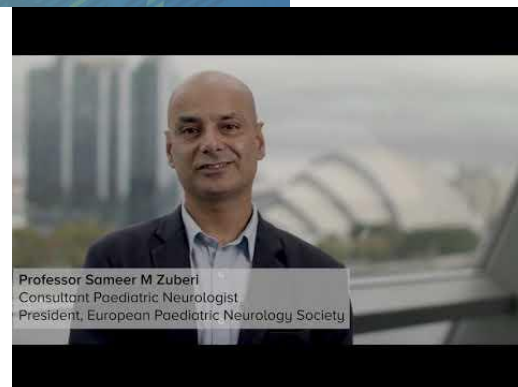 Professor Sameer M Zuberi
Consultant Paediatric Neurologist
President, European Paediatric Neurology Society